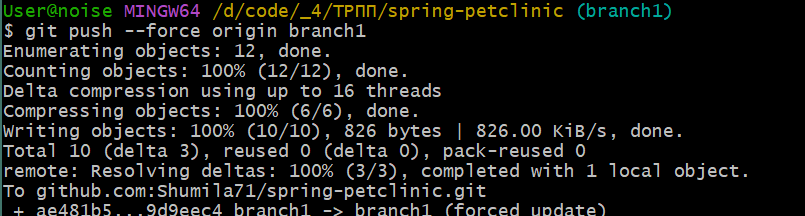 User@noise MINGW64 /d/code/_4/ТРПП/spring-petclinic (branch1)
$ git push --force origin branch1
Enumerating objects: 12, done.
Counting objects: 100% (12/12), done.
Delta compression using up to 16 threads
Compressing objects: 100% (6/6), done.
Writing objects: 100% (10/10), 826 bytes | 826.00 KiB/s, done.
Total 10 (delta 3), reused 0 (delta 0), pack-reused 0
remote: Resolving deltas: 100% (3/3), completed with 1 local object.
To github.com:Shumila71/spring-petclinic.git
+ ae481b5...9d9eec4 branch1 -> branch1 (forced update)